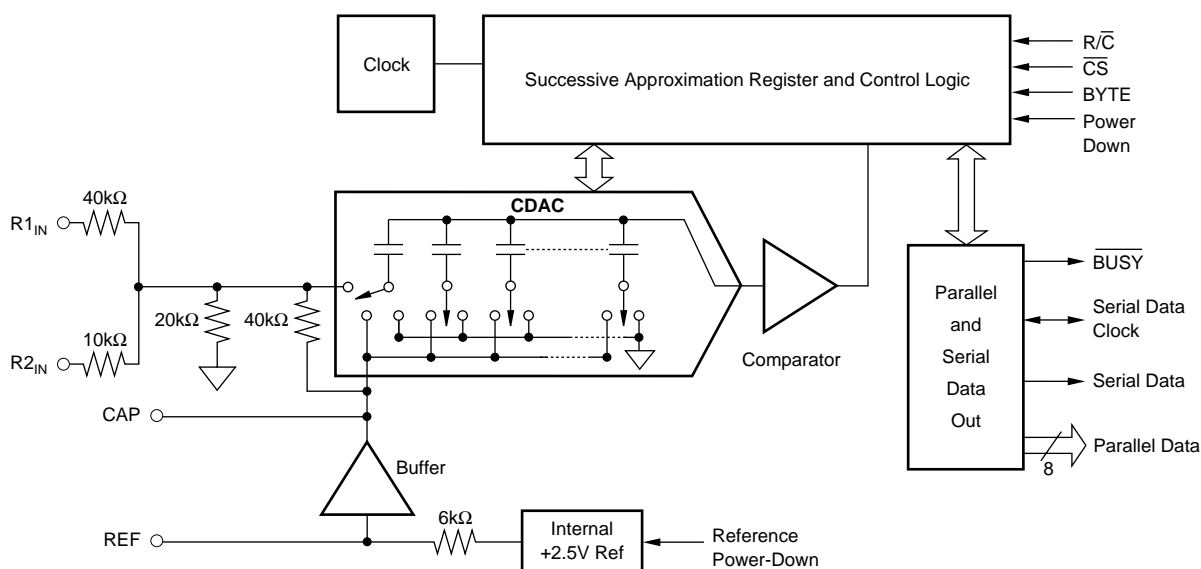 Clock
Successive Approximation Register and Control Logic
R/C̅
C̅S̅
BYTE
Power
Down
40kΩ
R1IN
CDAC
20kΩ
40kΩ
10kΩ
R2IN
Comparator
Parallel
and
Serial
Data
Out
B̅U̅S̅Y̅
Serial Data
Clock
Serial Data
8
Parallel Data
CAP
Buffer
REF
6kΩ
Internal
+2.5V Ref
Reference
Power-Down